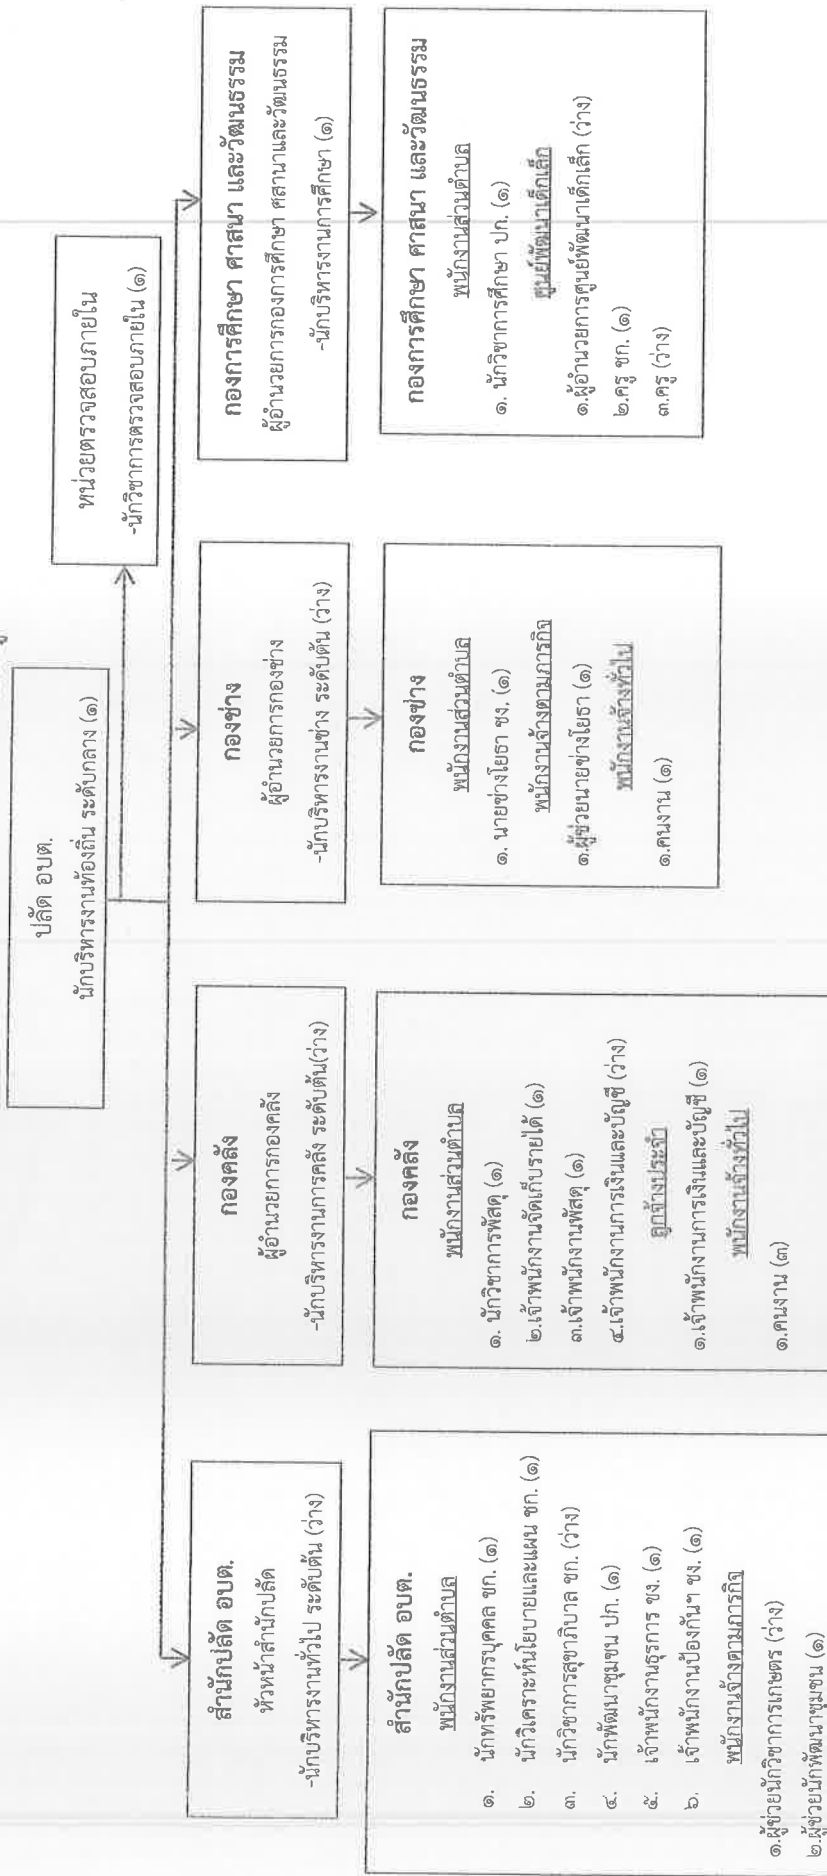 ปลัด อบต.
นักบริหารงานท้องถิ่น ระดับกลาง (๑)
หน่วยตรวจสอบภายใน
-นักวิชาการตรวจสอบภายใน (๑)
สำนักปลัด อบต.
หัวหน้าสำนักปลัด
-นักบริหารงานทั่วไป ระดับต้น (ว่าง)
กองคลัง
ผู้อำนวยการกองคลัง
-นักบริหารงานการคลัง ระดับต้น(ว่าง)
กองช่าง
ผู้อำนวยการกองช่าง
-นักบริหารงานช่าง ระดับต้น (ว่าง)
กองการศึกษา ศาสนา และวัฒนธรรม
ผู้อำนวยการกองการศึกษา ศสานาและวัฒนธรรม
-นักบริหารงานการศึกษา (๑)
สำนักปลัด อบต.
พนักงานส่วนตำบล
๑. นักทรัพยากรบุคคล ชก. (๑)
๒. นักวิเคราะห์นโยบายและแผน ชก. (๑)
๓. นักวิชาการสุขาภิบาล ชก. (ว่าง)
๔. นักพัฒนาชุมชน ปก. (๑)
๕. เจ้าพนักงานธุรการ ชง. (๑)
๖. เจ้าพนักงานป้องกันฯ ชง. (๑)
พนักงานจ้างตามภารกิจ
๑.ผู้ช่วยนักวิชาการเกษตร (ว่าง)
๒.ผู้ช่วยนักพัฒนาชุมชน (๑)
กองคลัง
พนักงานส่วนตำบล
๑. นักวิชาการพัสดุ (๑)
๒.เจ้าพนักงานจัดเก็บรายได้ (๑)
๓.เจ้าพนักงานพัสดุ (๑)
๔.เจ้าพนักงานการเงินและบัญชี (ว่าง)
ลูกจ้างประจำ
๑.เจ้าพนักงานการเงินและบัญชี (๑)
พนักงานจ้างทั่วไป
๑.คนงาน (๓)
กองช่าง
พนักงานส่วนตำบล
๑. นายช่างโยธา ชง. (๑)
พนักงานจ้างตามภารกิจ
๑.ผู้ช่วยนายช่างโยธา (๑)
พนักงานจ้างทั่วไป
๑.คนงาน (๑)
กองการศึกษา ศาสนา และวัฒนธรรม
พนักงานส่วนตำบล
๑. นักวิชาการศึกษา ปก. (๑)
ศูนย์พัฒนาเด็กเล็ก
๑.ผู้อำนวยการศูนย์พัฒนาเด็กเล็ก (ว่าง)
๒.ครู ชก. (๑)
๓.ครู (ว่าง)